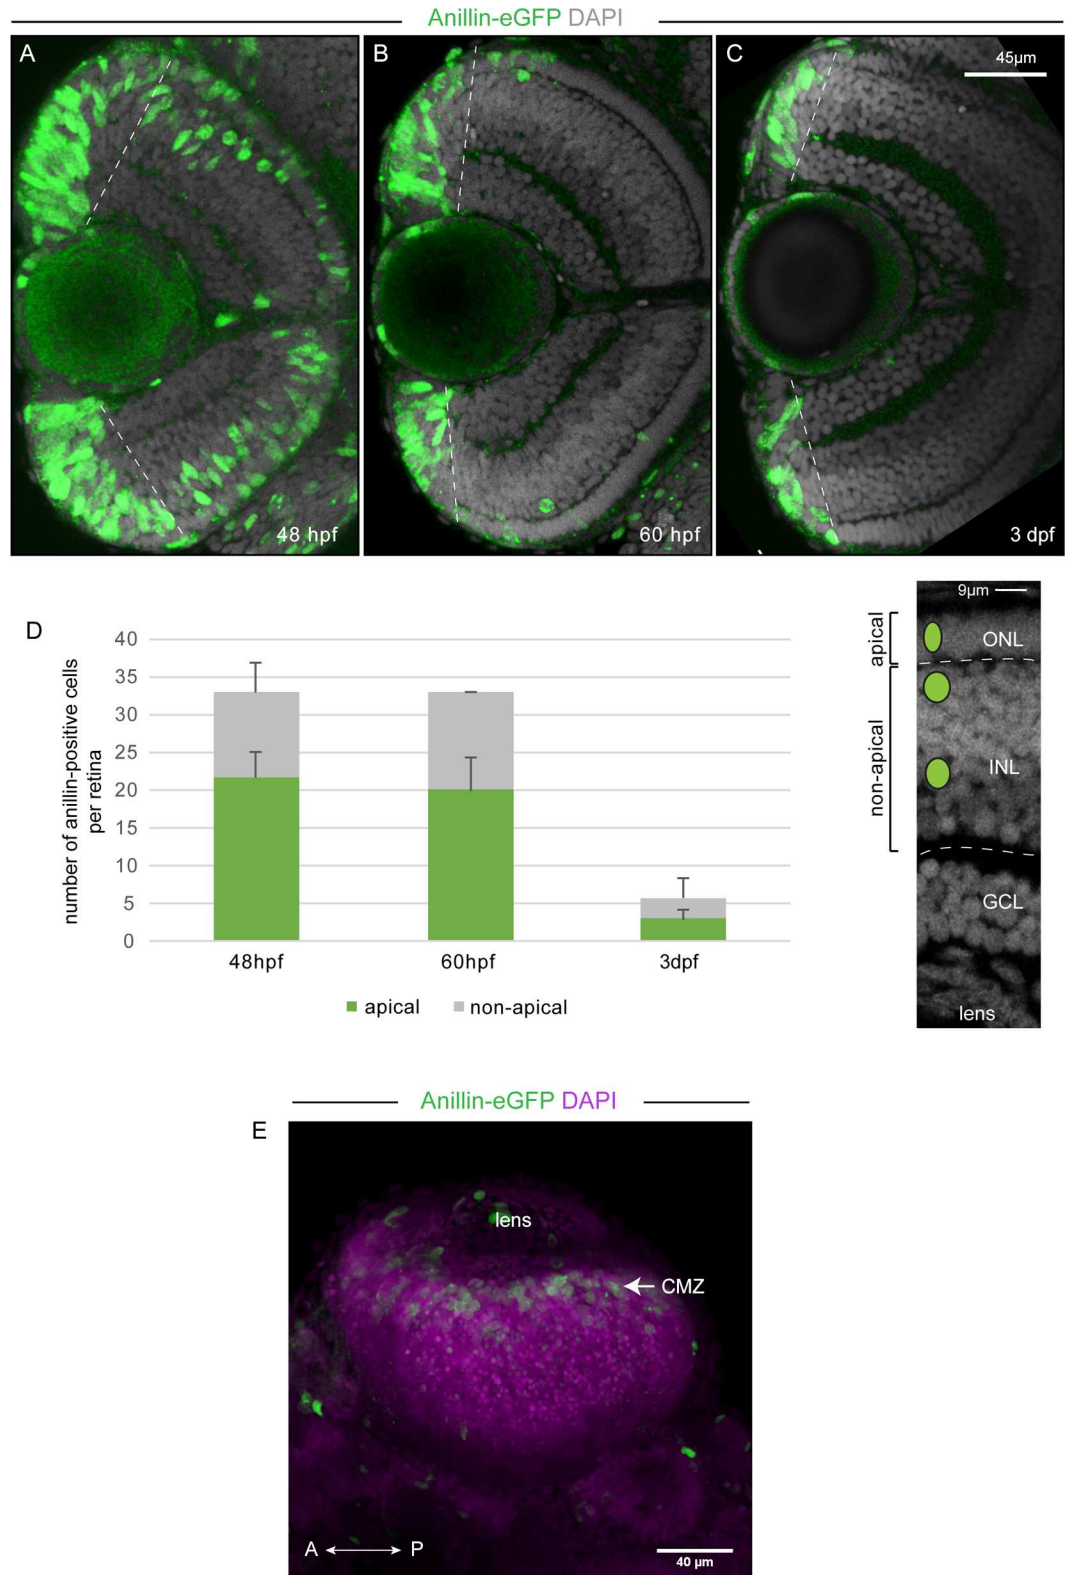 Anillin-eGFP DAPI
A
B
C
45µm
48 hpf
60 hpf
3 dpf
D
number of anillin-positive cells
per retina
40
35
30
25
20
15
10
5
0
48hpf
60hpf
3dpf
apical
non-apical
9µm
apical
non-apical
ONL
INL
GCL
lens
Anillin-eGFP DAPI
E
lens
CMZ
A
P
40 µm